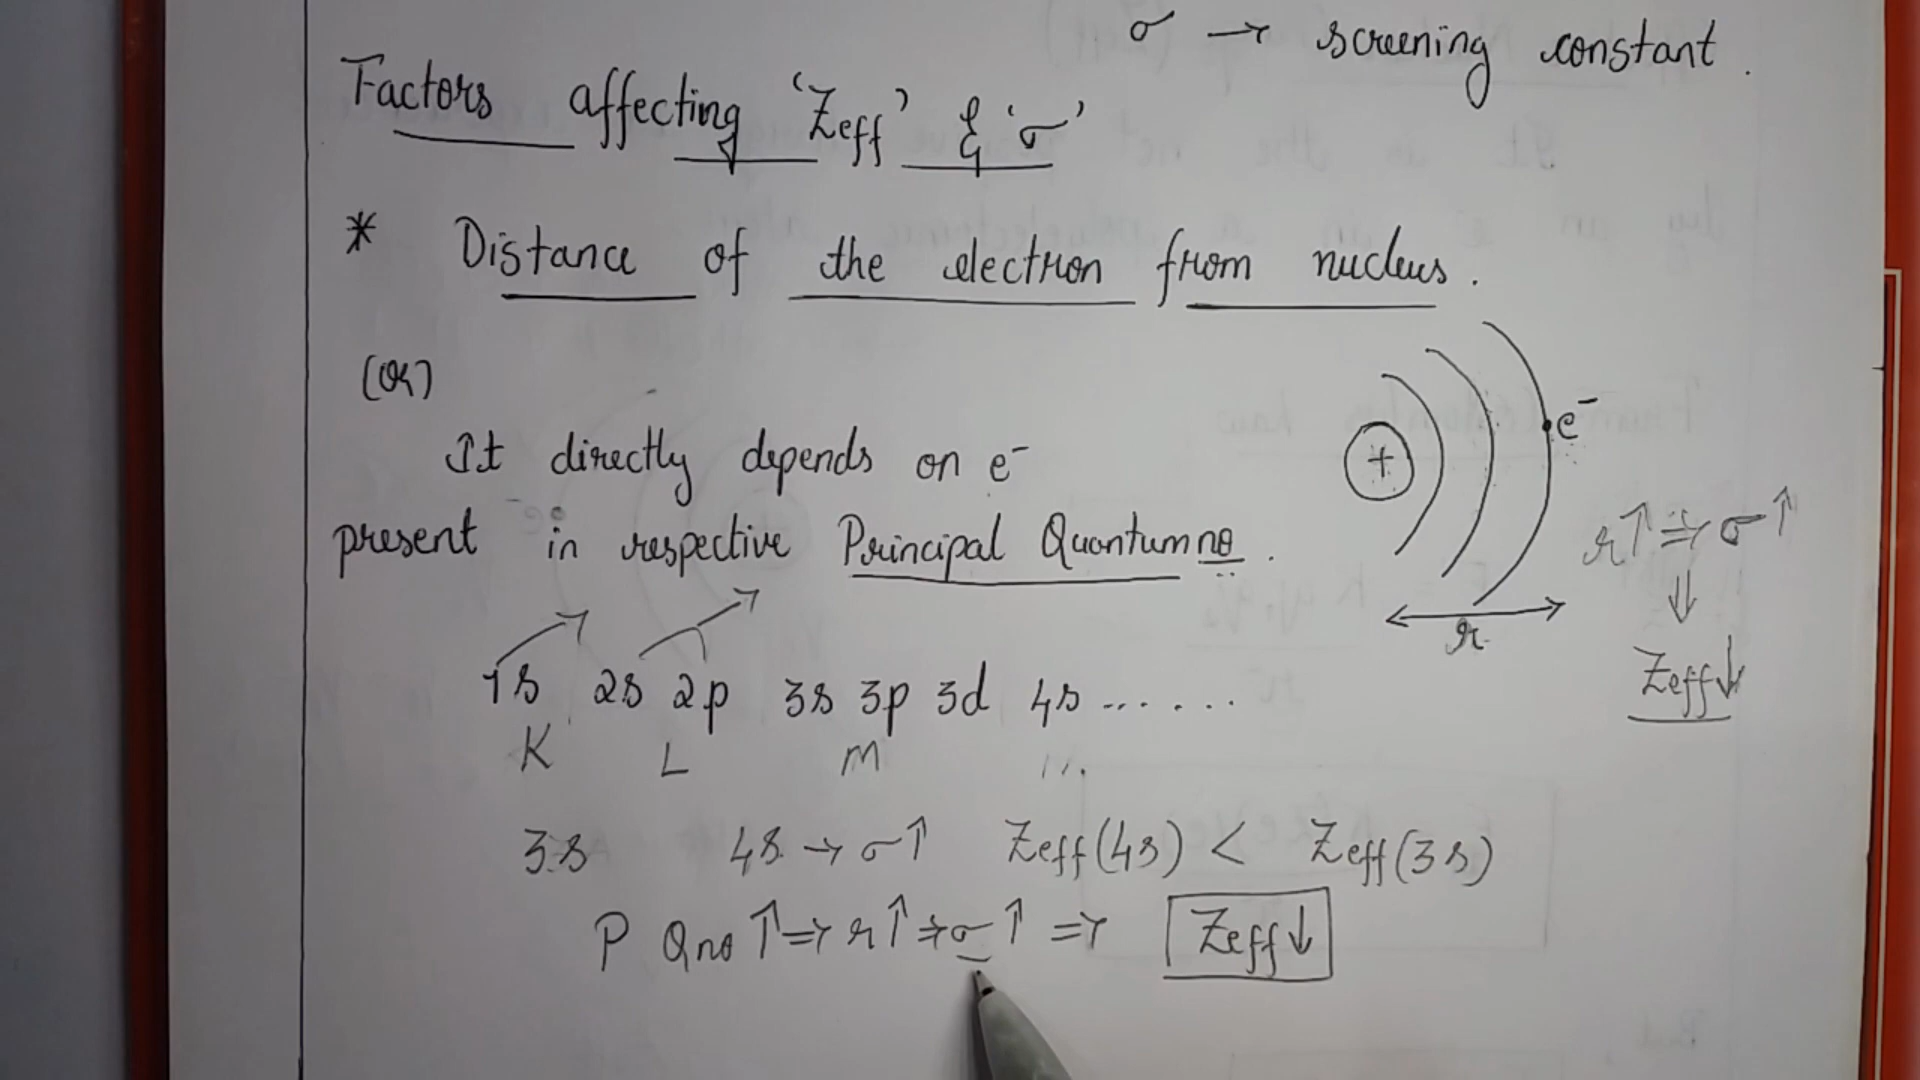 σ → screening constant.
Factors affecting 'Zeff' & 'σ'
* Distance of the electron from nucleus.
(or)
It directly depends on e⁻
present in respective Principal Quantum no.
+
e⁻
r
r↑ ⇒ σ↑
⇓
Zeff↓
1s 2s 2p 3s 3p 3d 4s ......
K L M
3s 4s → σ↑ Zeff(4s) < Zeff(3s)
P Q no ↑ ⇒ r↑ ⇒ σ↑ ⇒ Zeff↓